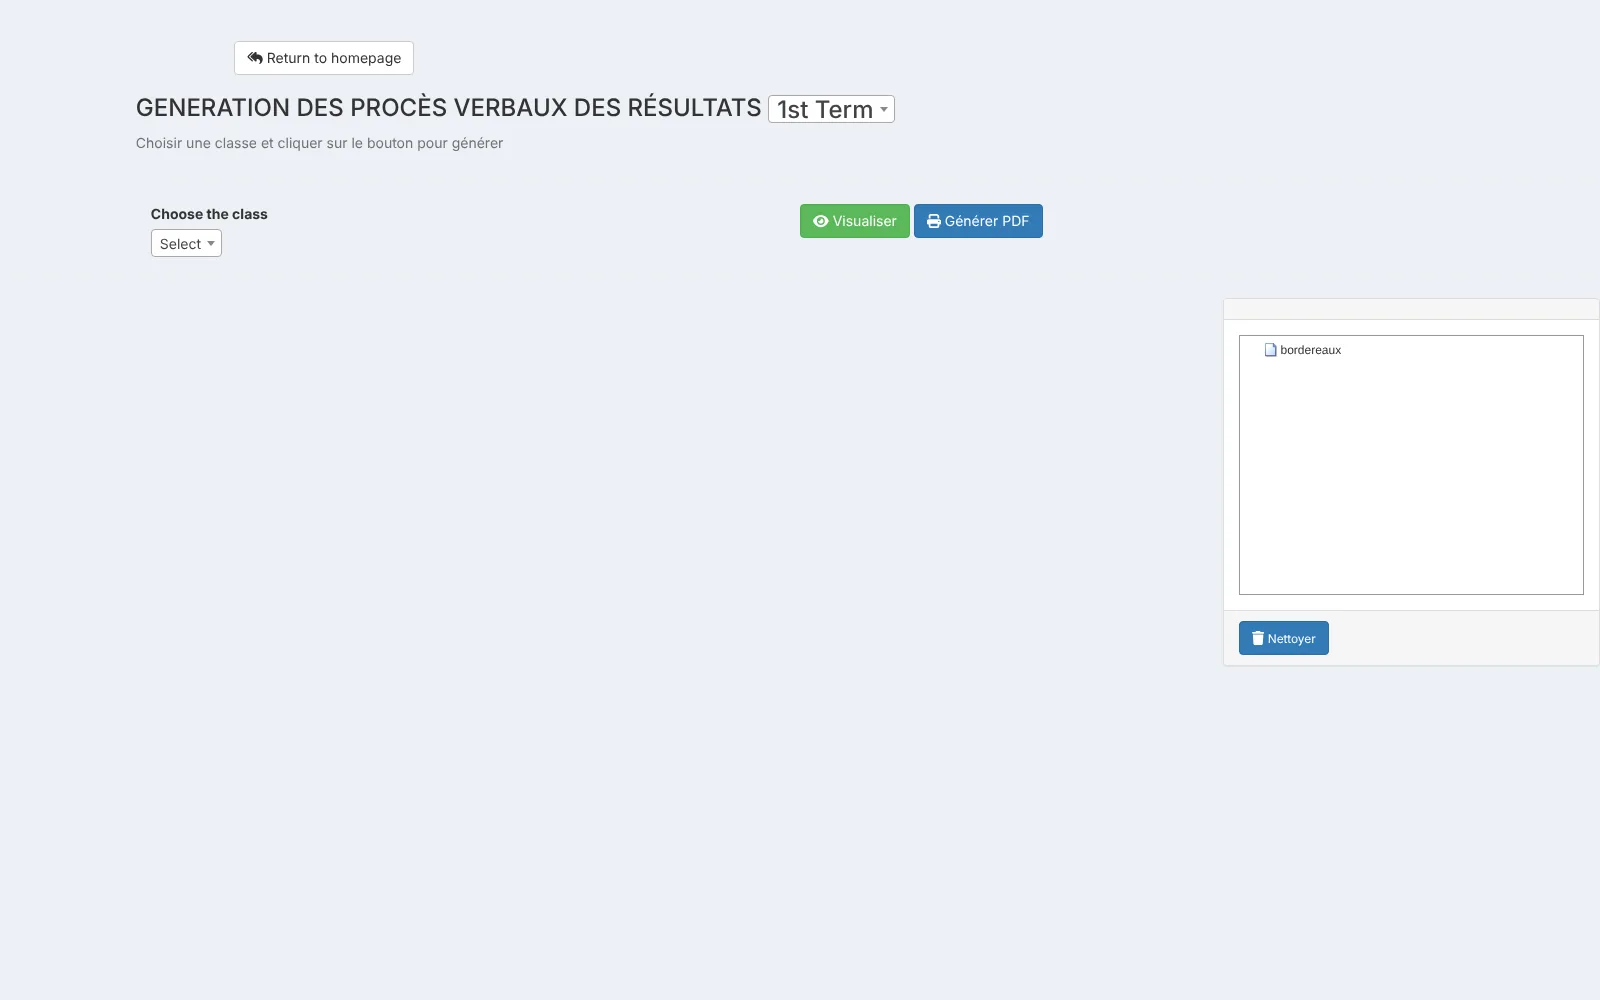 Return to homepage
GENERATION DES PROCÈS VERBAUX DES RÉSULTATS 1st Term
Choisir une classe et cliquer sur le bouton pour générer
Choose the class
Select
Visualiser
Générer PDF
bordereaux
Nettoyer